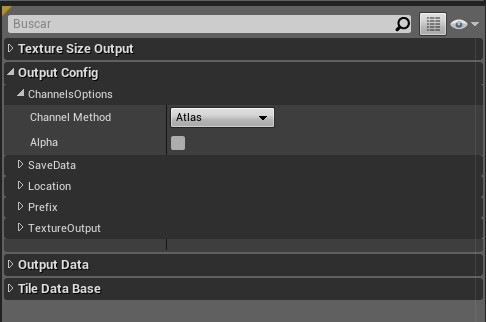 Buscar
Texture Size Output
Output Config
ChannelsOptions
Channel Method Atlas
Alpha
SaveData
Location
Prefix
TextureOutput
Output Data
Tile Data Base